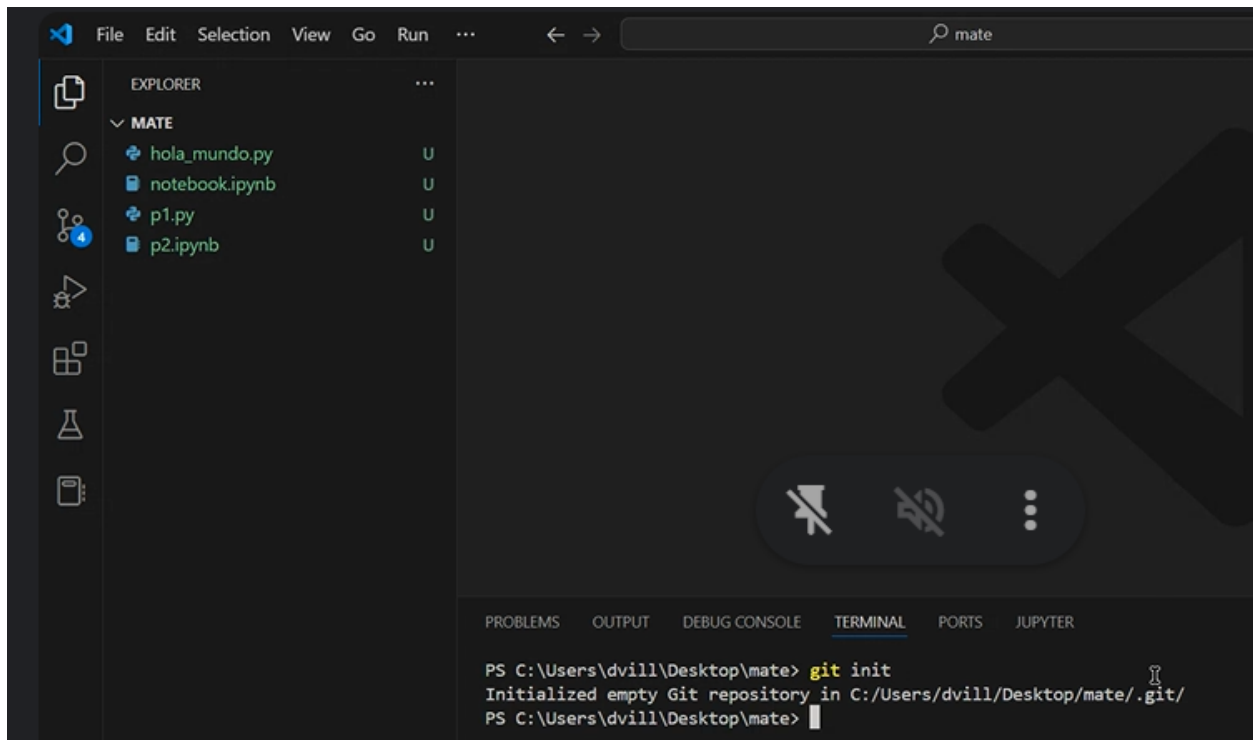 File Edit Selection View Go Run ... mate
EXPLORER ...
MATE
hola_mundo.py U
notebook.ipynb U
p1.py U
p2.ipynb U
4
PROBLEMS OUTPUT DEBUG CONSOLE TERMINAL PORTS JUPYTER
PS C:\Users\dvill\Desktop\mate> git init
Initialized empty Git repository in C:/Users/dvill/Desktop/mate/.git/
PS C:\Users\dvill\Desktop\mate>